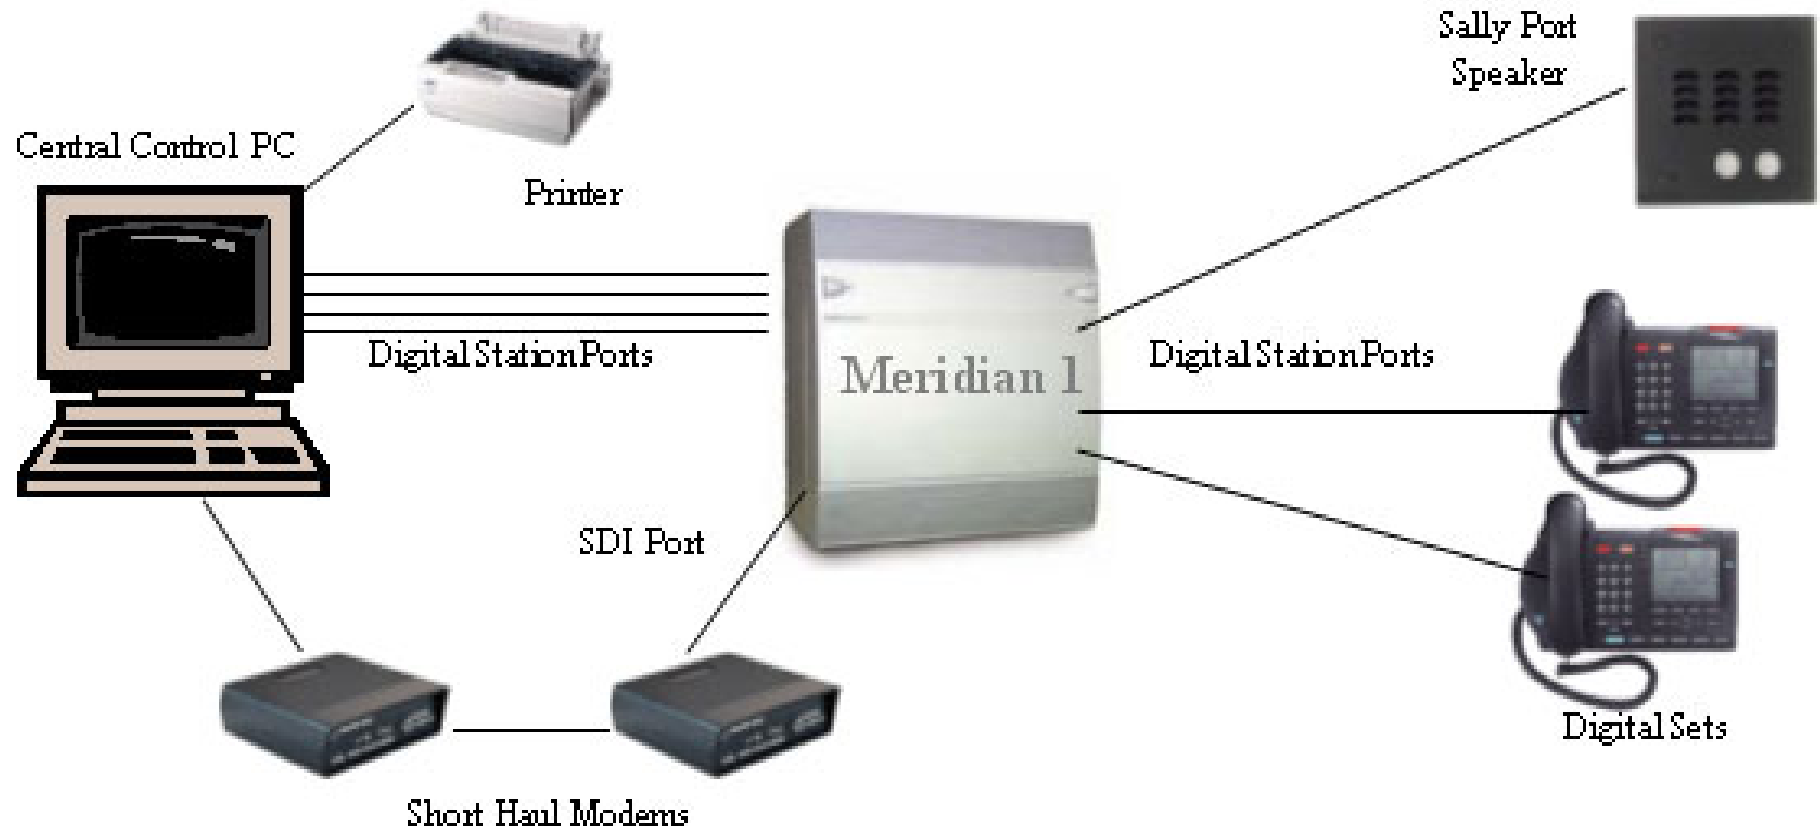 Sally Port
Speaker
Central Control PC
Printer
Digital Station Ports
Meridian 1
Digital Station Ports
SDI Port
Digital Sets
Short Haul Modems